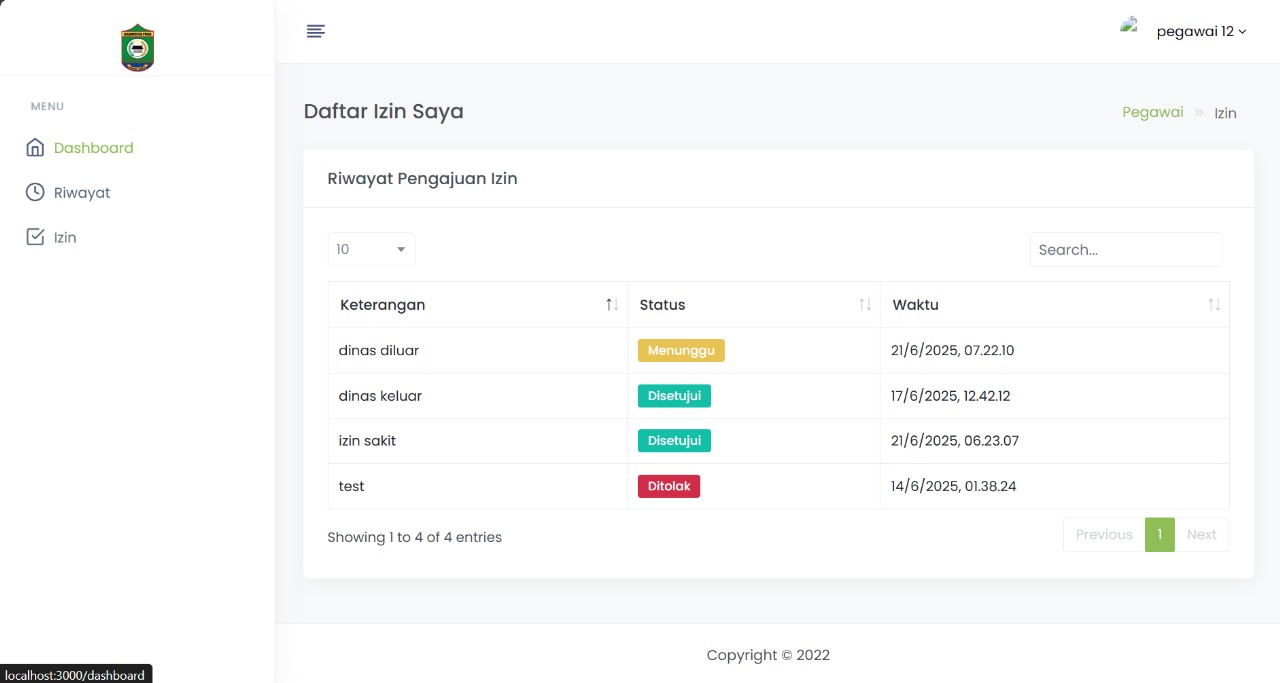 pegawai 12
MENU
Dashboard
Riwayat
Izin
Daftar Izin Saya
Pegawai » Izin
Riwayat Pengajuan Izin
10
Search...
Keterangan Status Waktu
dinas diluar Menunggu 21/6/2025, 07.22.10
dinas keluar Disetujui 17/6/2025, 12.42.12
izin sakit Disetujui 21/6/2025, 06.23.07
test Ditolak 14/6/2025, 01.38.24
Showing 1 to 4 of 4 entries
Previous 1 Next
Copyright © 2022
localhost:3000/dashboard